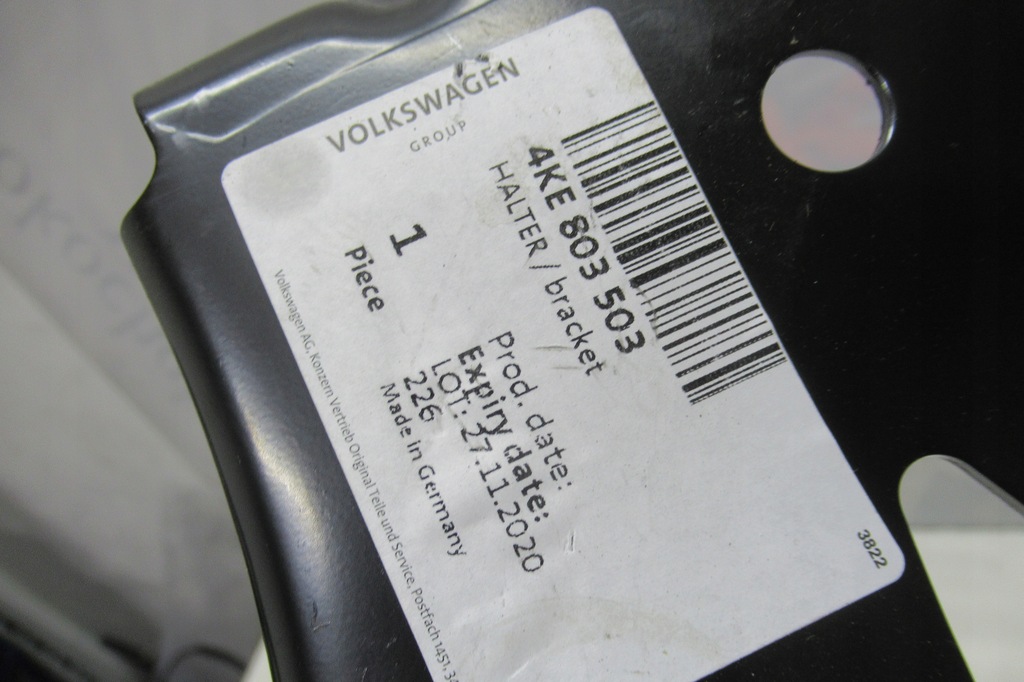 VOLKSWAGEN
GROUP
4KE 803 503
HALTER / bracket
1
Piece
Prod. date:
Expiry date:
LOT: 27.11.2020
226
Made in Germany
Volkswagen AG, Konzern Vertrieb Original Teile und Service, Postfach 1451,
3822